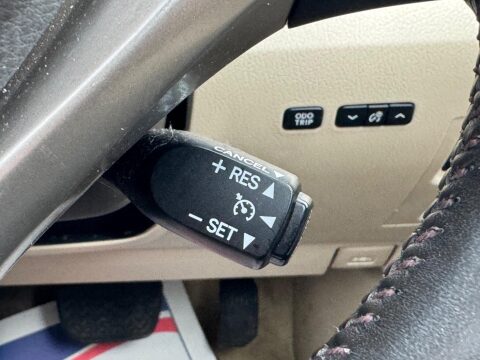 CANCEL
+ RES
− SET
ODO
TRIP